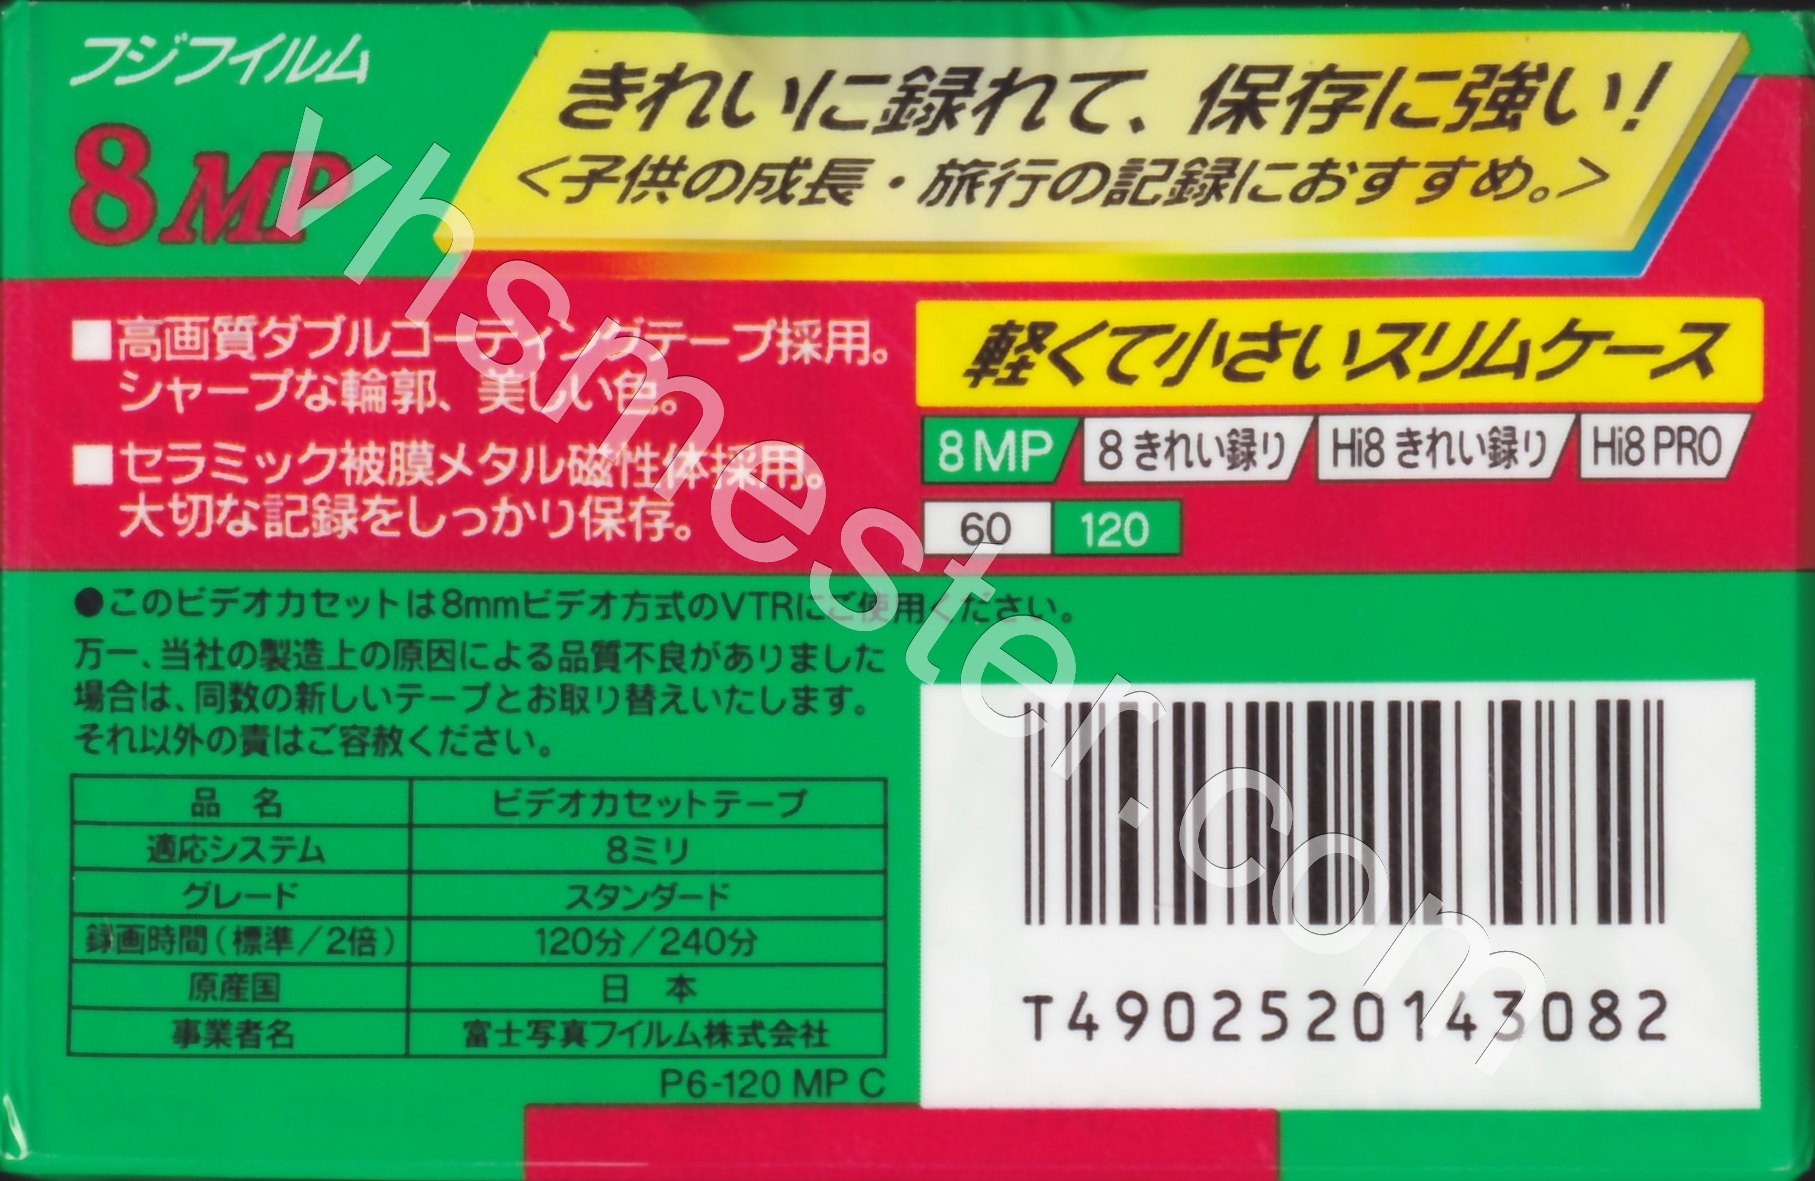 フジフイルム
8MP
きれいに録れて、保存に強い!
<子供の成長・旅行の記録におすすめ。>
■高画質ダブルコーティングテープ採用。
シャープな輪郭、美しい色。
■セラミック被膜メタル磁性体採用。
大切な記録をしっかり保存。
軽くて小さいスリムケース
8MP 8きれい録り Hi8きれい録り Hi8 PRO
60 120
●このビデオカセットは8mmビデオ方式のVTRにご使用ください。
万一、当社の製造上の原因による品質不良がありました
場合は、同数の新しいテープとお取り替えいたします。
それ以外の責はご容赦ください。
品 名 ビデオカセットテープ
適応システム 8ミリ
グレード スタンダード
録画時間(標準/2倍) 120分/240分
原産国 日 本
事業者名 富士写真フイルム株式会社
P6-120 MP C
T4902520143082
vhsmester.com